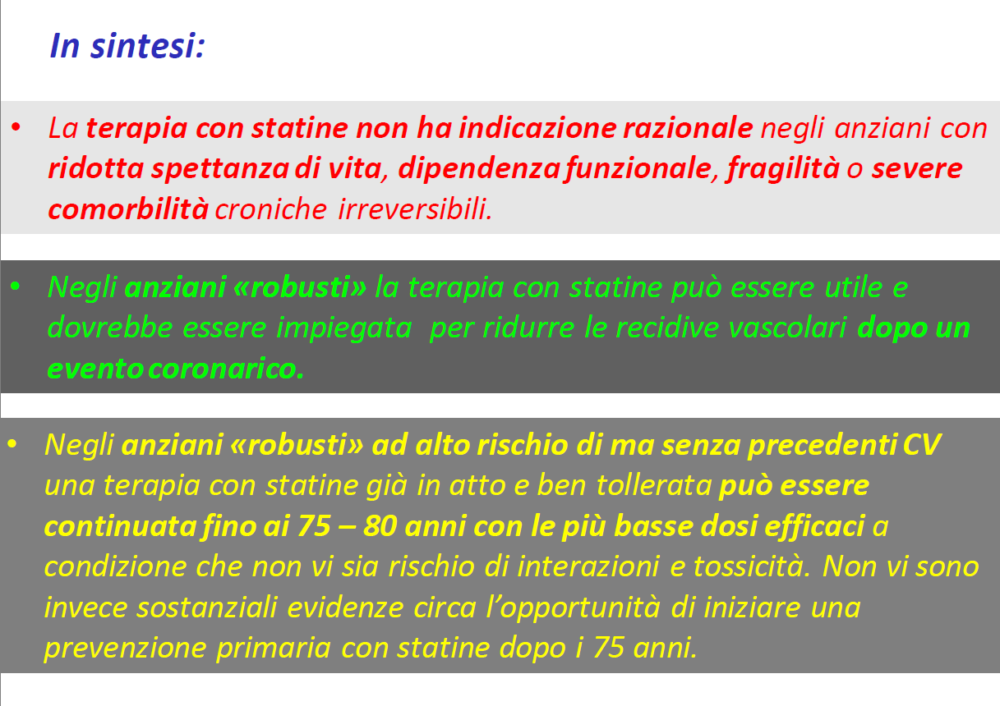 In sintesi:
• La terapia con statine non ha indicazione razionale negli anziani con
ridotta spettanza di vita, dipendenza funzionale, fragilità o severe
comorbilità croniche irreversibili.
• Negli anziani «robusti» la terapia con statine può essere utile e
dovrebbe essere impiegata per ridurre le recidive vascolari dopo un
evento coronarico.
• Negli anziani «robusti» ad alto rischio di ma senza precedenti CV
una terapia con statine già in atto e ben tollerata può essere
continuata fino ai 75 – 80 anni con le più basse dosi efficaci a
condizione che non vi sia rischio di interazioni e tossicità. Non vi sono
invece sostanziali evidenze circa l’opportunità di iniziare una
prevenzione primaria con statine dopo i 75 anni.